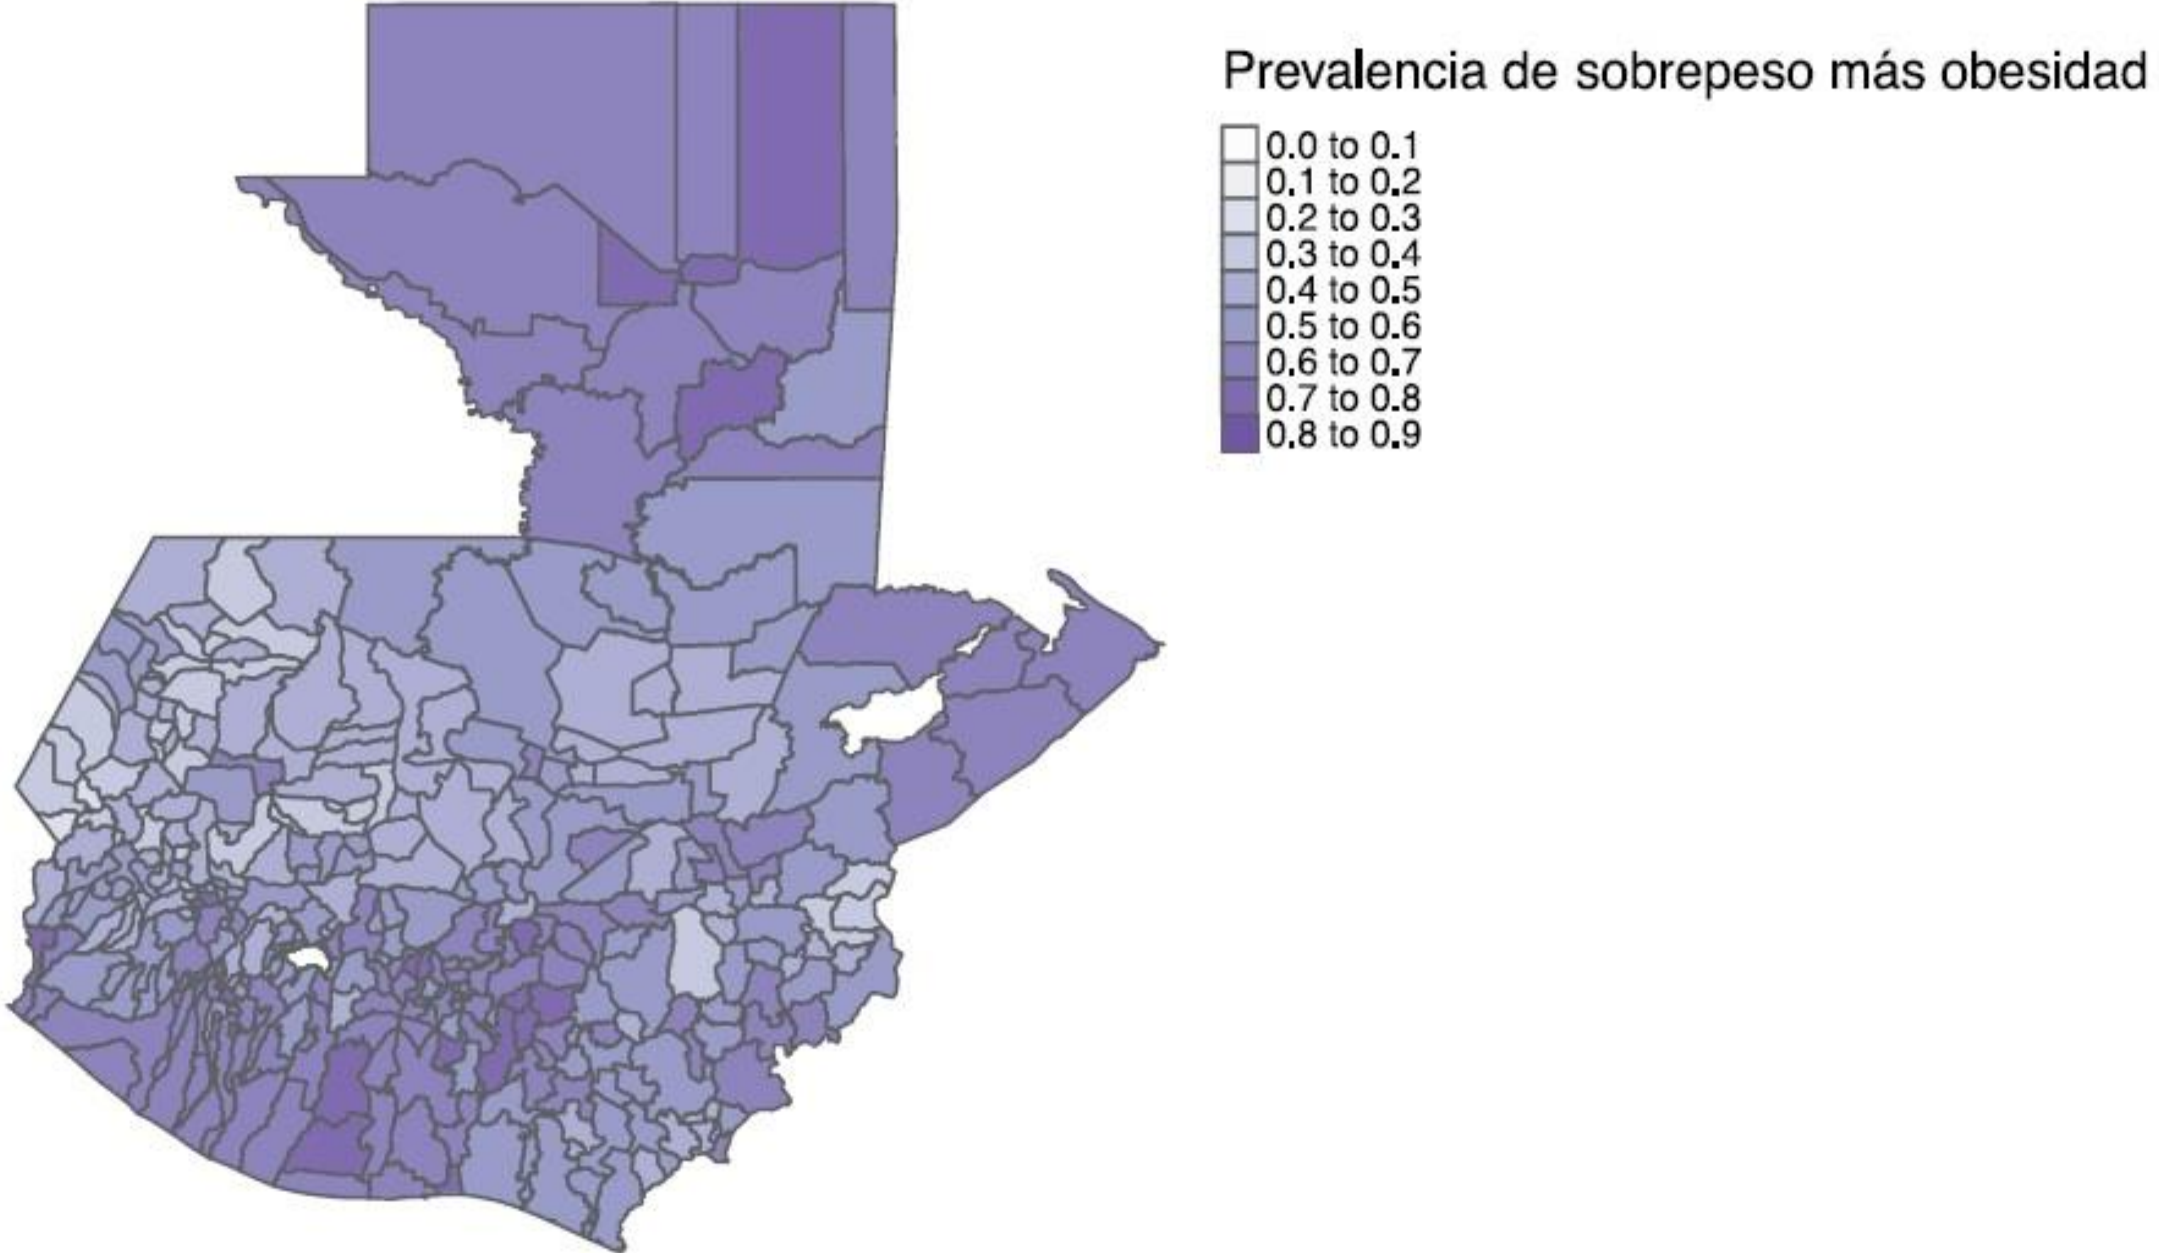 Prevalencia de sobrepeso más obesidad
0.0 to 0.1
0.1 to 0.2
0.2 to 0.3
0.3 to 0.4
0.4 to 0.5
0.5 to 0.6
0.6 to 0.7
0.7 to 0.8
0.8 to 0.9